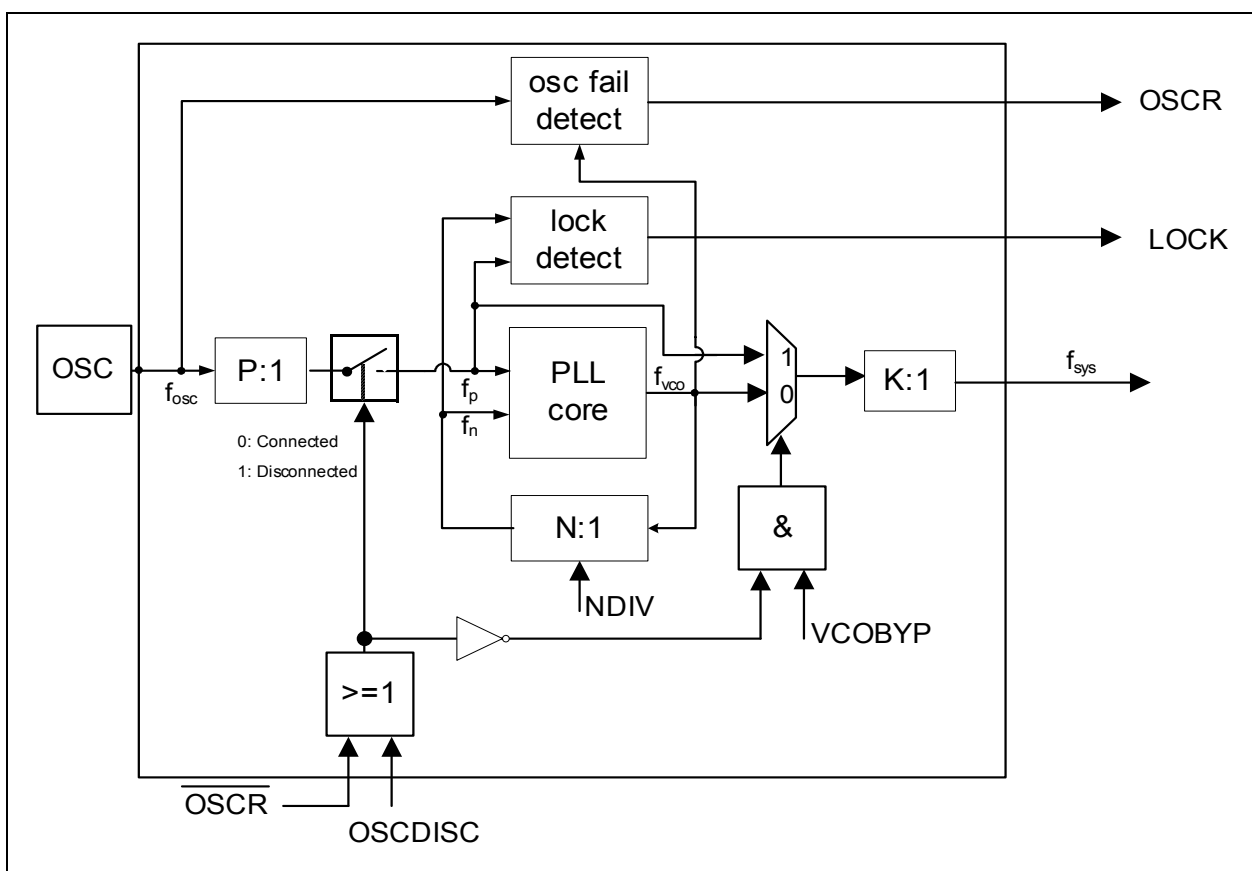 osc fail
detect
OSCR
lock
detect
LOCK
OSC
P:1
PLL
core
1
0
K:1
fosc
fp
fn
fvco
fsys
0: Connected
1: Disconnected
N:1
&
NDIV
VCOBYP
>=1
OSCR
OSCDISC